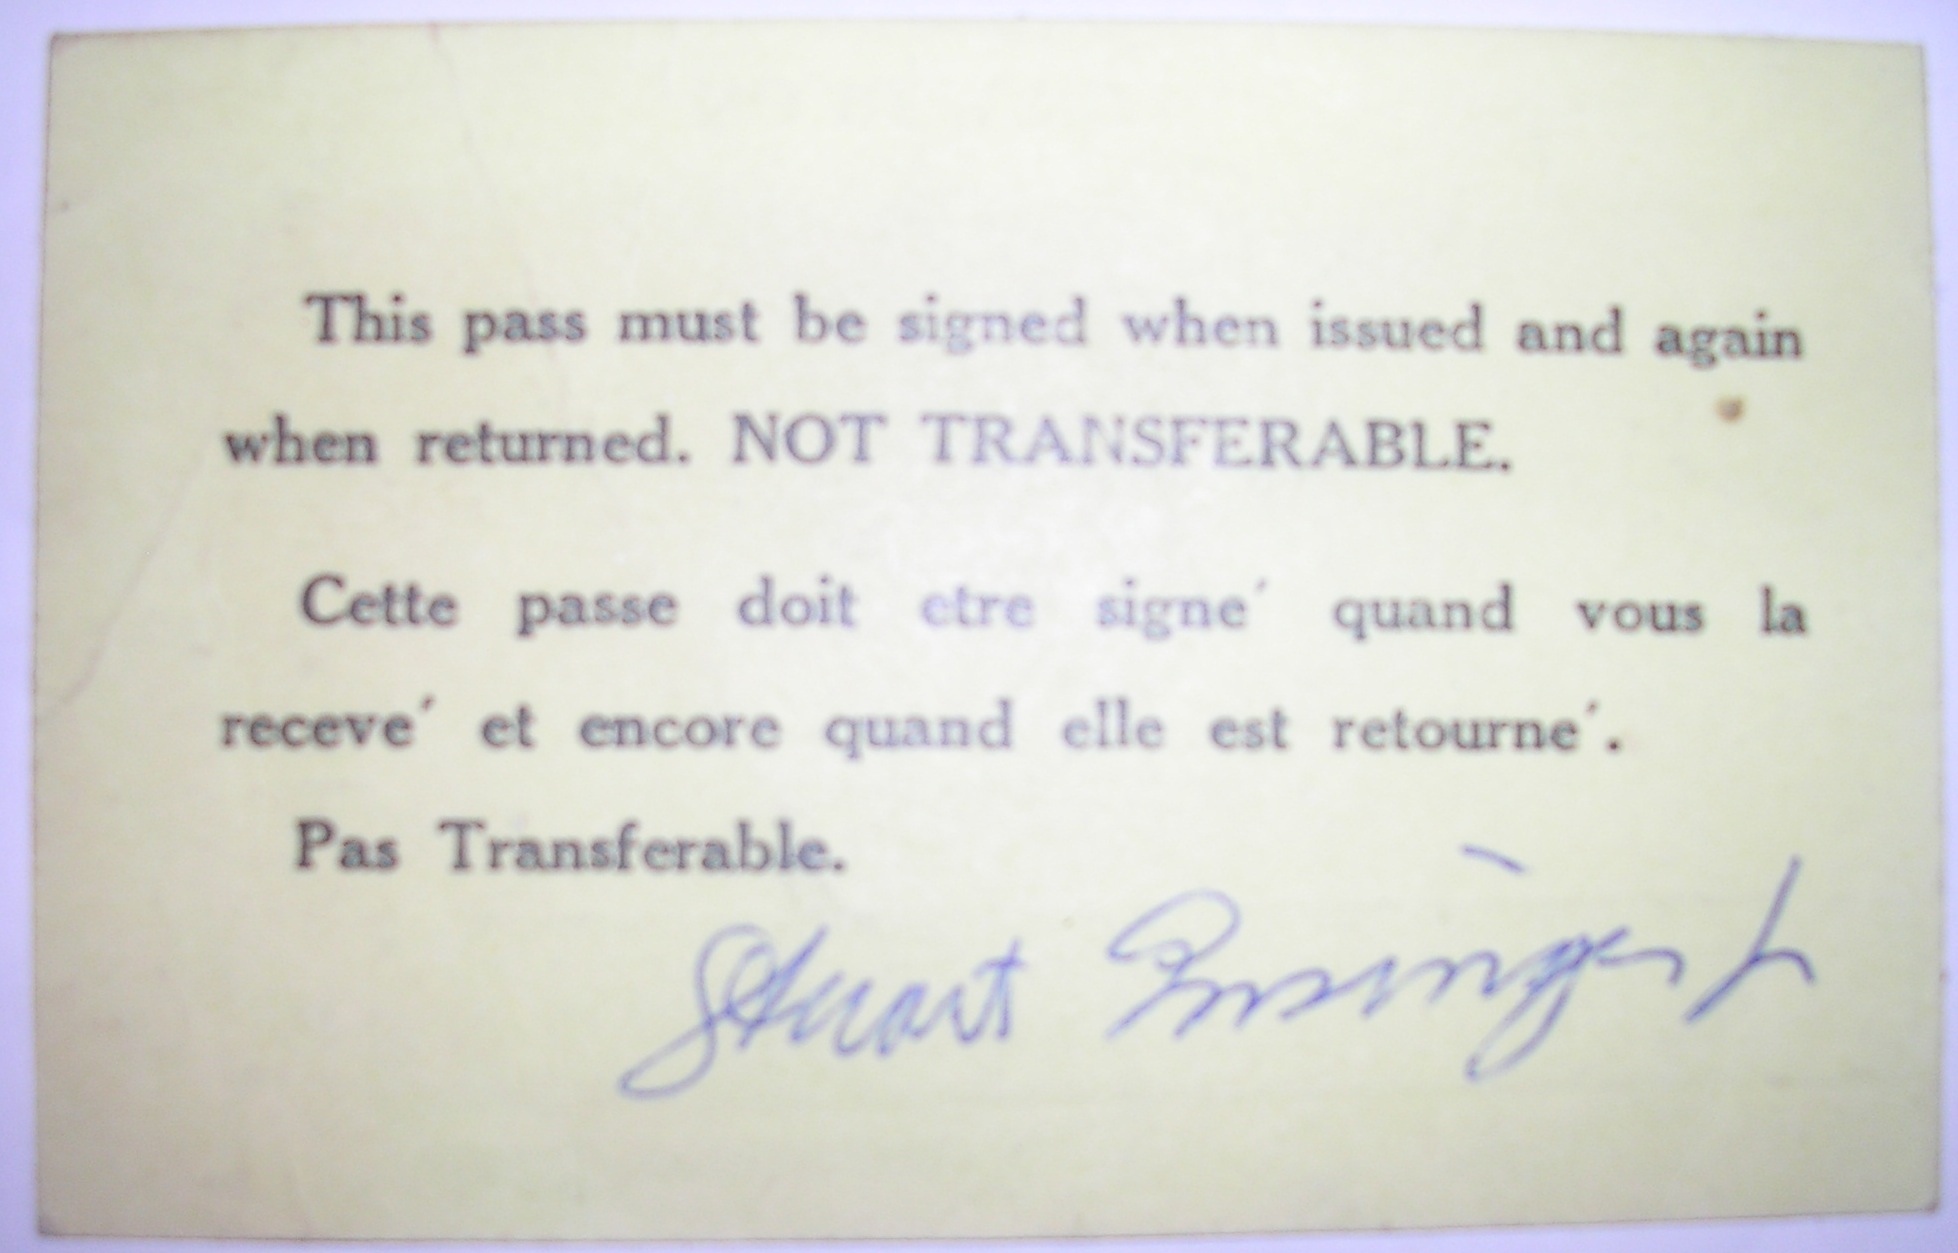 This pass must be signed when issued and again
when returned. NOT TRANSFERABLE.
Cette passe doit etre signe´ quand vous la
receve´ et encore quand elle est retourne´.
Pas Transferable.
Stuart